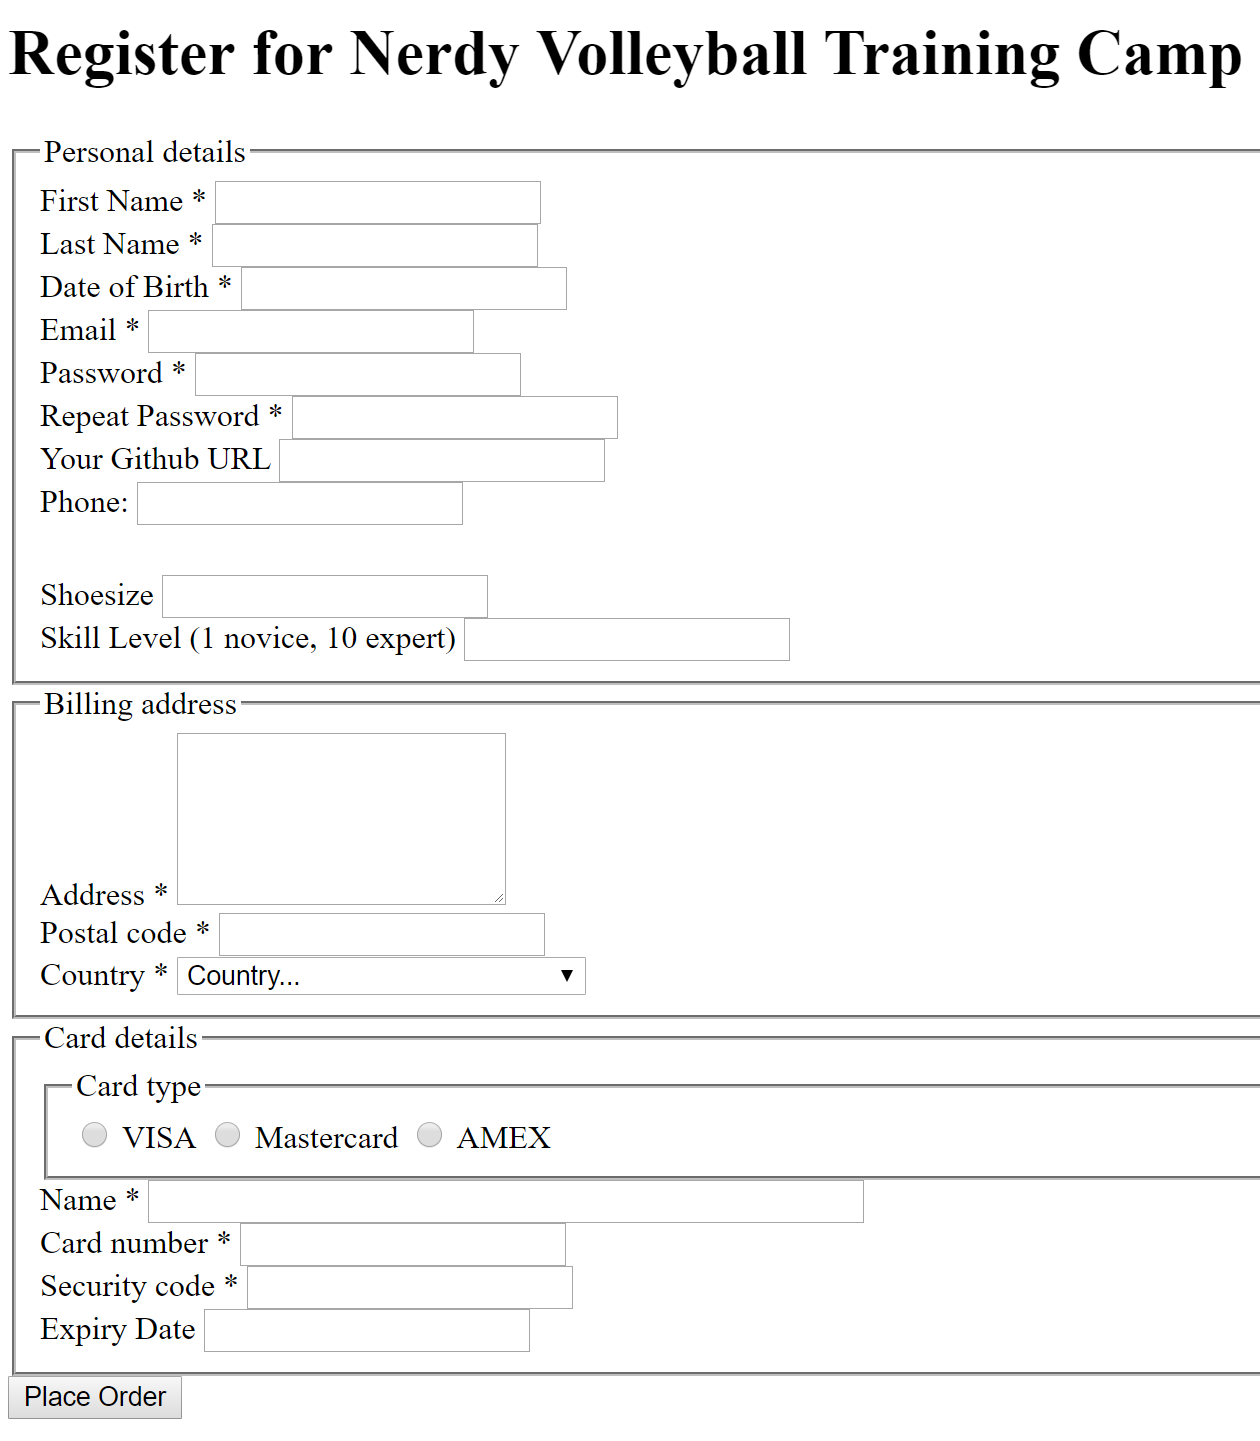 Register for Nerdy Volleyball Training Camp
Personal details
First Name *
Last Name *
Date of Birth *
Email *
Password *
Repeat Password *
Your Github URL
Phone:
Shoesize
Skill Level (1 novice, 10 expert)
Billing address
Address *
Postal code *
Country * Country...
Card details
Card type
VISA Mastercard AMEX
Name *
Card number *
Security code *
Expiry Date
Place Order